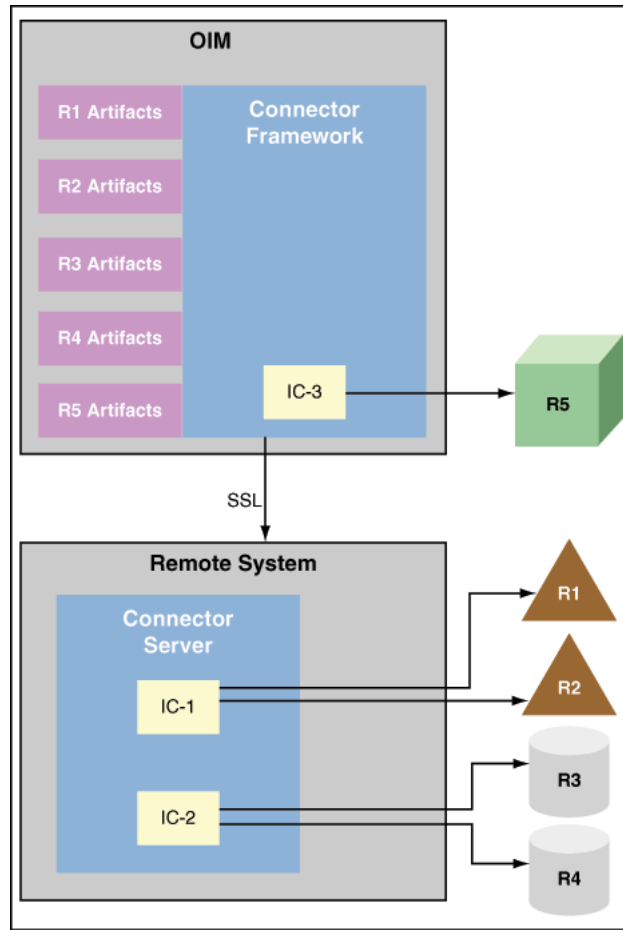 OIM
R1 Artifacts
Connector
Framework
R2 Artifacts
R3 Artifacts
R4 Artifacts
R5 Artifacts
IC-3
R5
SSL
Remote System
Connector
Server
R1
IC-1
R2
R3
IC-2
R4